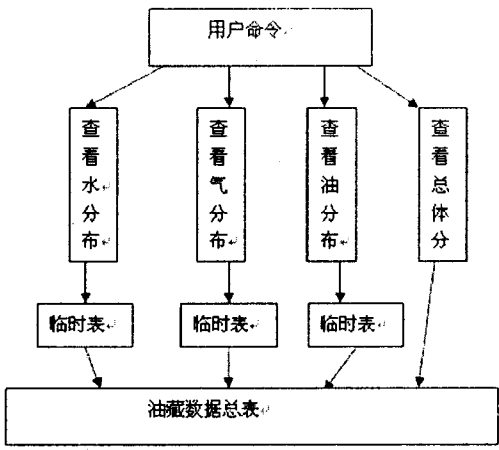 用户命令
查看水分布
查看气分布
查看油分布
查看总体分
临时表
临时表
临时表
油藏数据总表